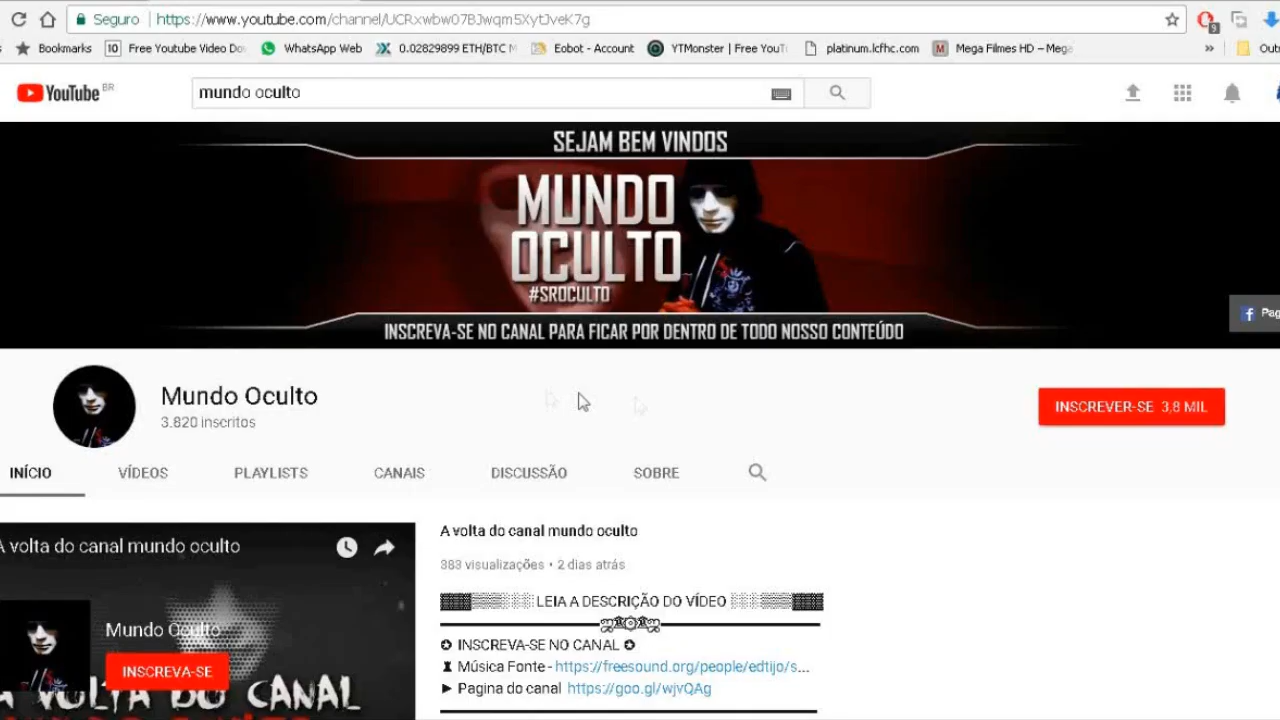 Seguro https://www.youtube.com/channel/UCRxwbw07BJwqm5XytJveK7g
9
Bookmarks 10 Free Youtube Video Do WhatsApp Web 0.02829899 ETH/BTC M Eobot - Account YTMonster | Free YouT platinum.lcfhc.com M Mega Filmes HD – Mega » Out
YouTube BR mundo oculto
SEJAM BEM VINDOS
MUNDO
OCULTO
#SROCULTO
f Pag
INSCREVA-SE NO CANAL PARA FICAR POR DENTRO DE TODO NOSSO CONTEÚDO
Mundo Oculto
3.820 inscritos
INSCREVER-SE 3,8 MIL
INÍCIO VÍDEOS PLAYLISTS CANAIS DISCUSSÃO SOBRE
A volta do canal mundo oculto
Mundo Oculto
INSCREVA-SE
A VOLTA DO CANAL
A volta do canal mundo oculto
383 visualizações • 2 dias atrás
▓▓▒▒░░ LEIA A DESCRIÇÃO DO VÍDEO ░░▒▒▓▓
✪ INSCREVA-SE NO CANAL ✪
♜ Música Fonte - https://freesound.org/people/edtijo/s...
► Pagina do canal https://goo.gl/wjvQAg